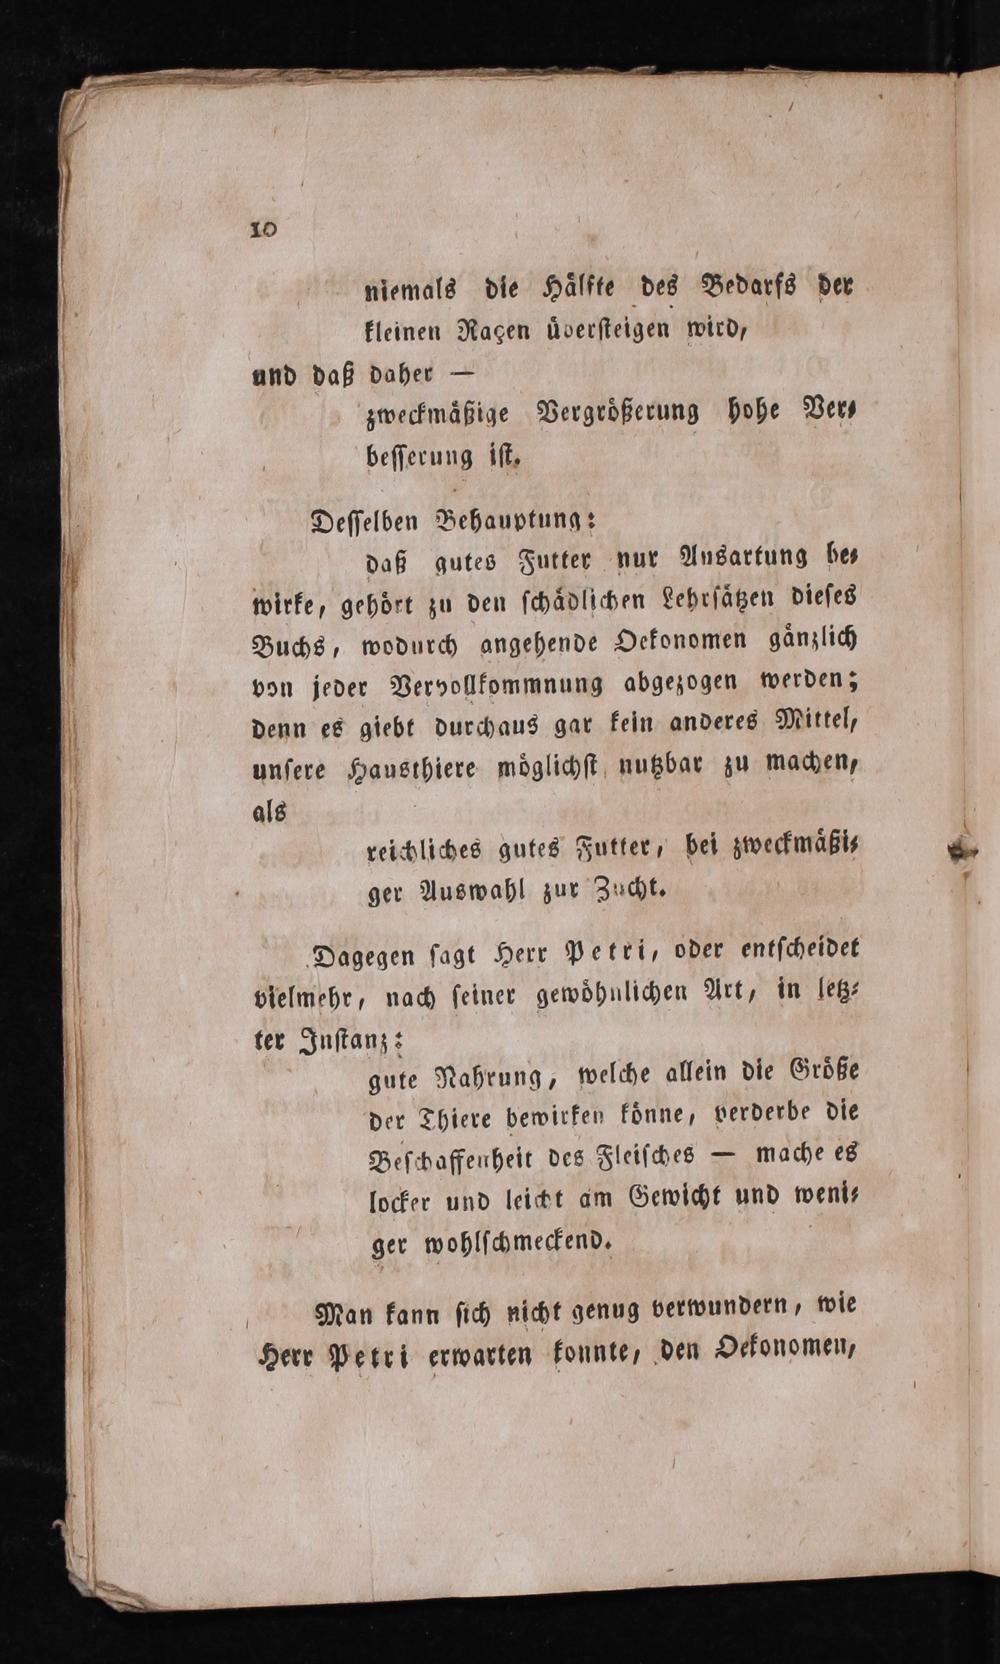 10
niemals die Hälfte des Bedarfs der
kleinen Raçen übersteigen wird,
und daß daher —
zweckmäßige Vergrößerung hohe Ver⸗
besserung ist.
Desselben Behauptung:
daß gutes Futter nur Ausartung be⸗
wirke, gehört zu den schädlichen Lehrsätzen dieses
Buchs, wodurch angehende Oekonomen gänzlich
von jeder Vervollkommnung abgezogen werden;
denn es giebt durchaus gar kein anderes Mittel,
unsere Hausthiere möglichst nutzbar zu machen,
als
reichliches gutes Futter, bei zweckmäßi⸗
ger Auswahl zur Zucht.
Dagegen sagt Herr Petri, oder entscheidet
vielmehr, nach seiner gewöhnlichen Art, in letz⸗
ter Instanz:
gute Nahrung, welche allein die Größe
der Thiere bewirken könne, verderbe die
Beschaffenheit des Fleisches — mache es
locker und leicht am Gewicht und weni⸗
ger wohlschmeckend.
Man kann sich nicht genug verwundern, wie
Herr Petri erwarten konnte, den Oekonomen,